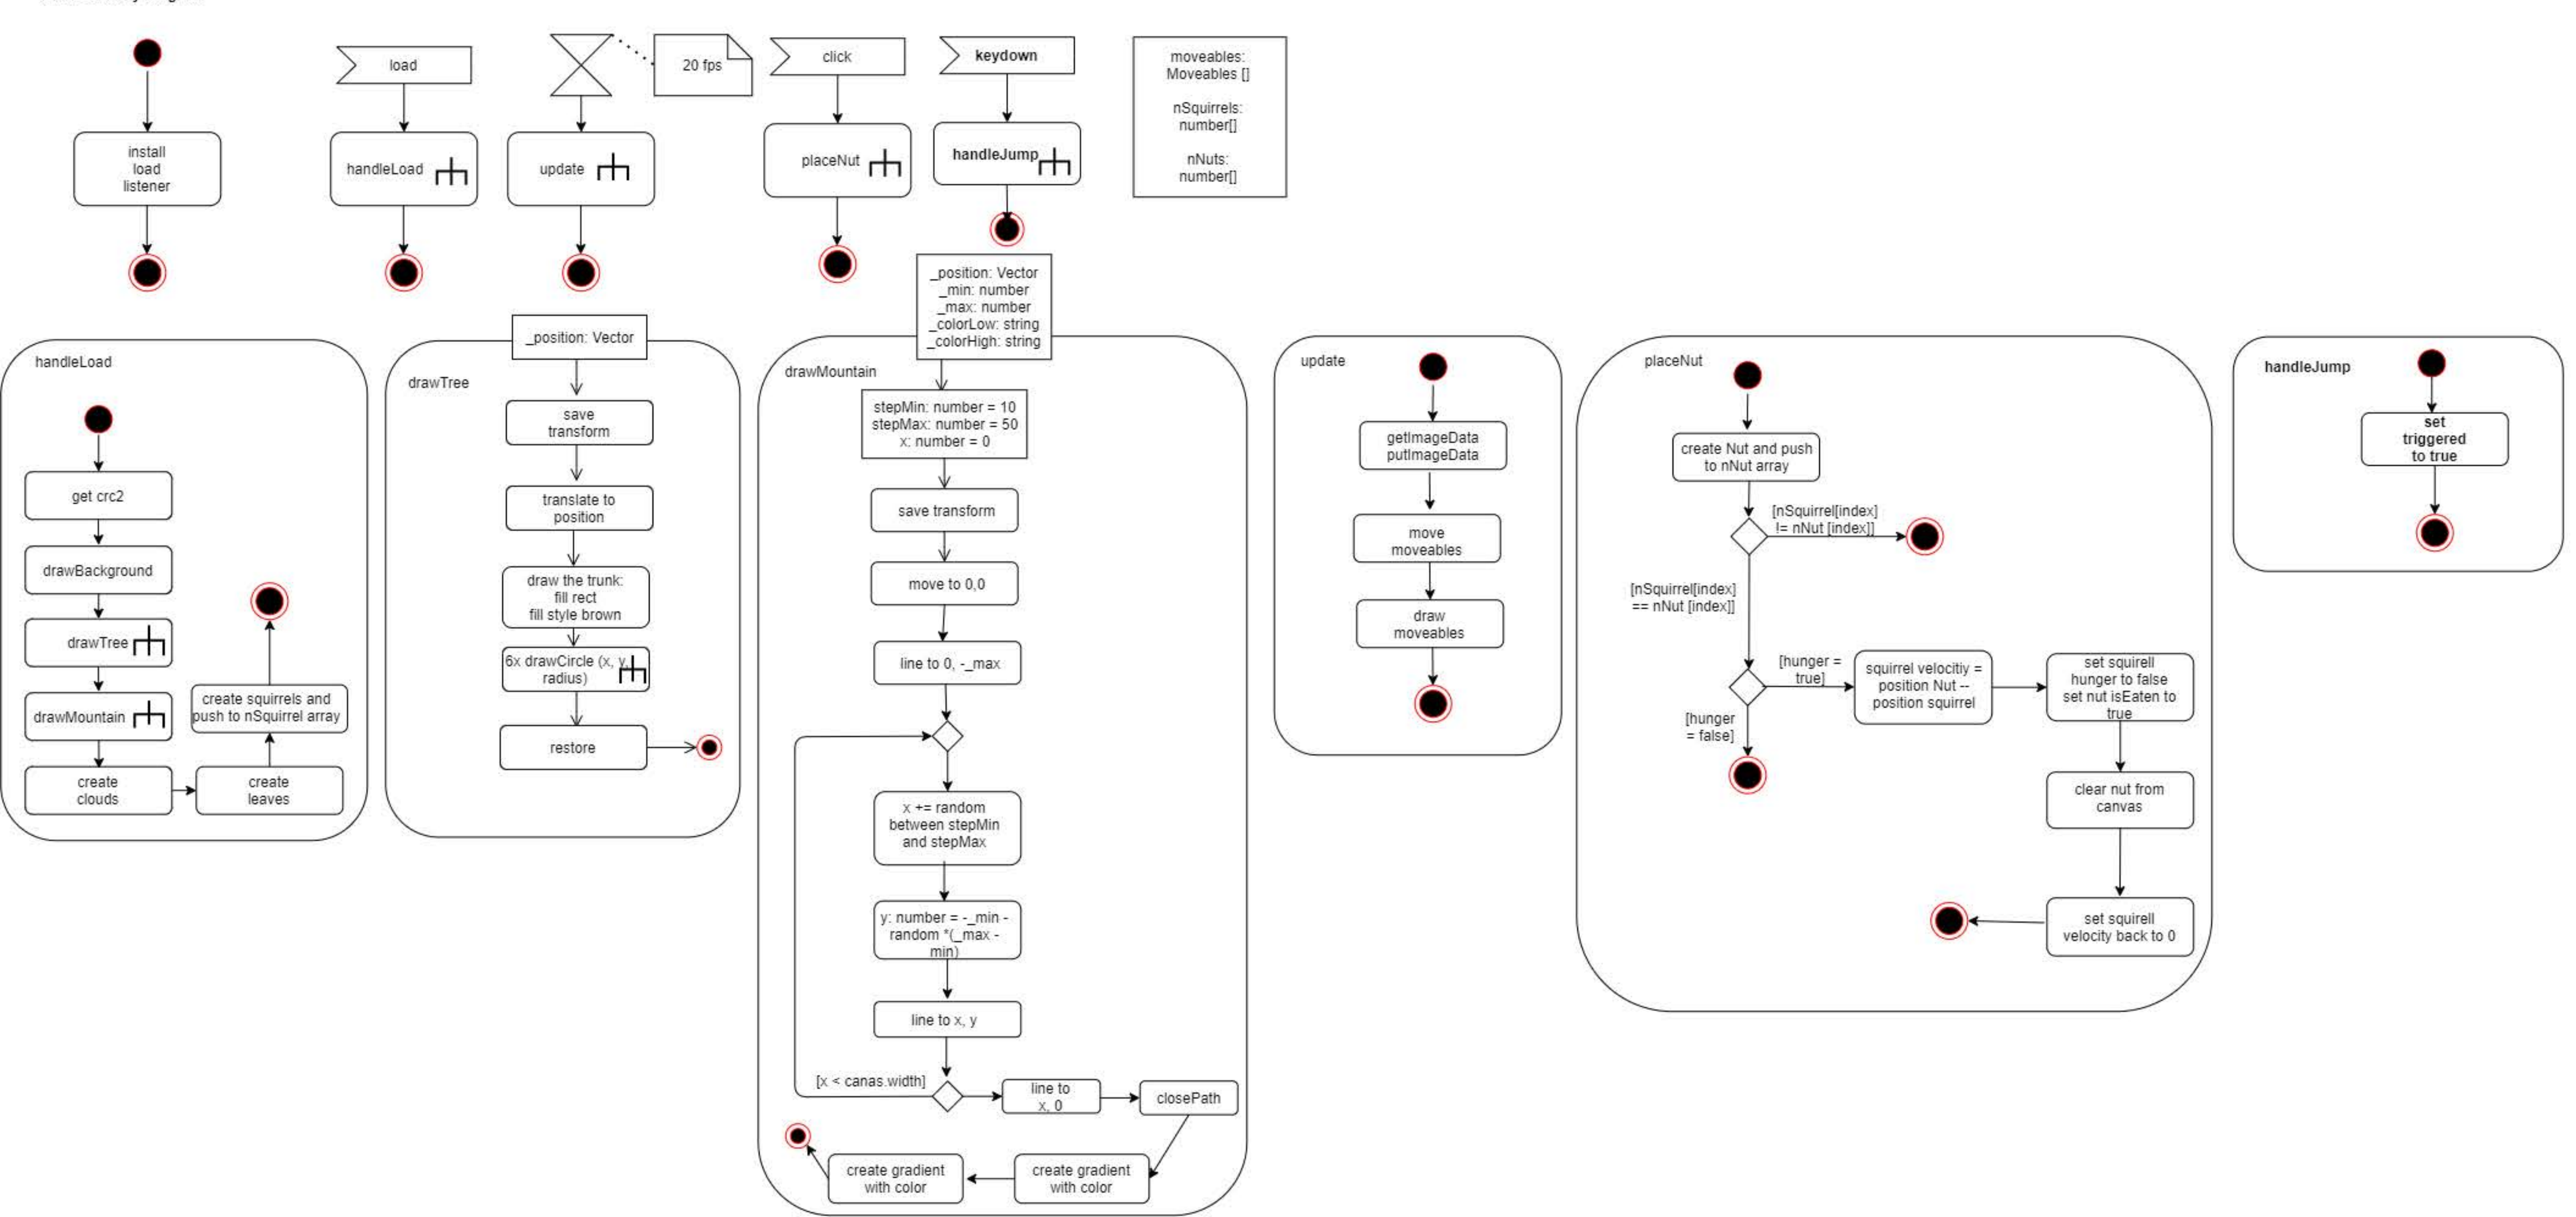 load
20 fps
click
keydown
moveables:
Moveables []
nSquirrels:
number[]
nNuts:
number[]
install
load
listener
handleLoad
update
placeNut
handleJump
_position: Vector
_min: number
_max: number
_colorLow: string
_colorHigh: string
handleLoad
get crc2
drawBackground
drawTree
drawMountain
create
clouds
create
leaves
create squirrels and
push to nSquirrel array
_position: Vector
drawTree
save
transform
translate to
position
draw the trunk:
fill rect
fill style brown
6x drawCircle (x, y,
radius)
restore
drawMountain
stepMin: number = 10
stepMax: number = 50
x: number = 0
save transform
move to 0,0
line to 0, -_max
x += random
between stepMin
and stepMax
y: number = -_min -
random *(_max -
min)
line to x, y
[x < canas.width]
line to
x, 0
closePath
create gradient
with color
create gradient
with color
update
getImageData
putImageData
move
moveables
draw
moveables
placeNut
create Nut and push
to nNut array
[nSquirrel[index]
!= nNut [index]]
[nSquirrel[index]
== nNut [index]]
[hunger =
true]
[hunger
= false]
squirrel velocitiy =
position Nut --
position squirrel
set squirell
hunger to false
set nut isEaten to
true
clear nut from
canvas
set squirell
velocity back to 0
handleJump
set
triggered
to true